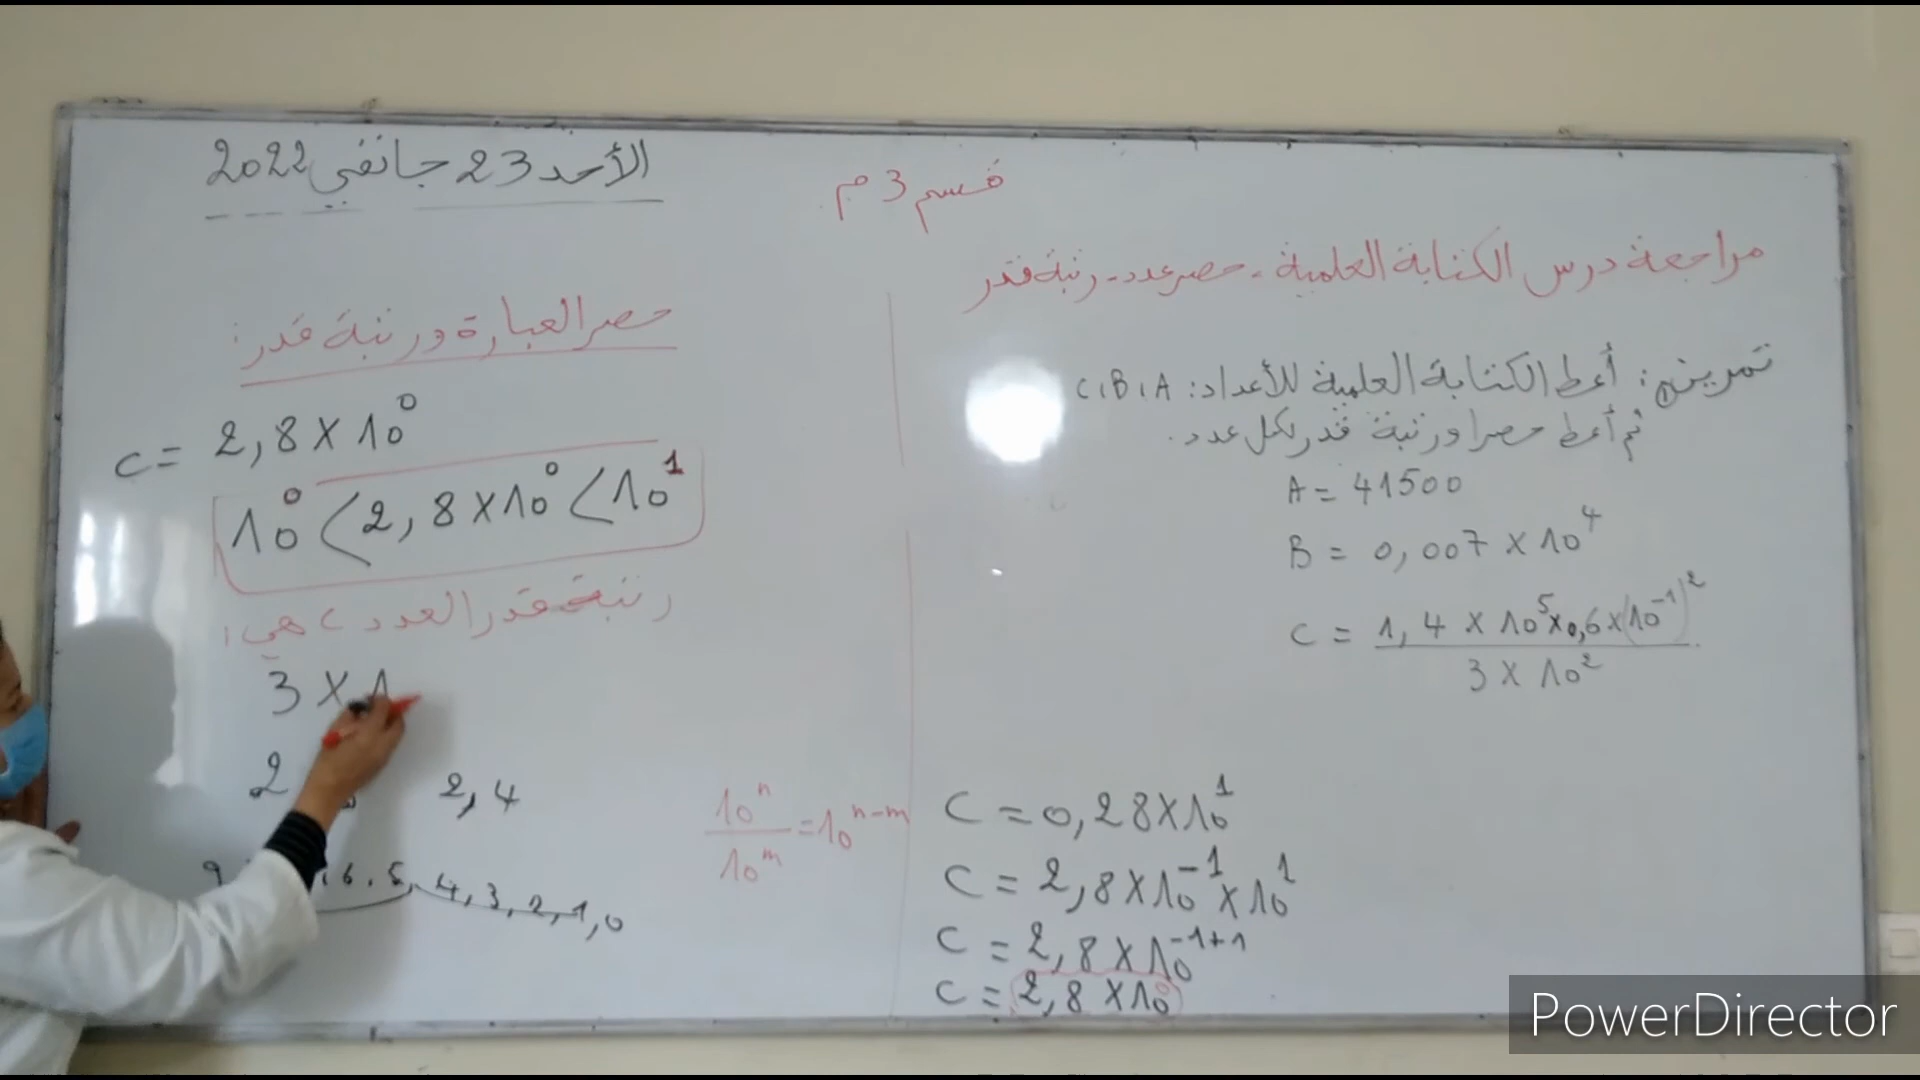 الأحد 23 جانفي 2022
قسم 3 م
مراجعة درس الكتابة العلمية - حصر عدد - رتبة قدر
تمرين 1: أعط الكتابة العلمية للأعداد: C، B، A
ثم أعط حصرا ورتبة قدر لكل عدد.
A = 41500
B = 0,007 × 10⁴
C = 1,4 × 10⁵ × 0,6 × (10⁻¹)²
3 × 10²
C = 0,28 × 10¹
C = 2,8 × 10⁻¹ × 10¹
C = 2,8 × 10⁻¹⁺¹
C = 2,8 × 10⁰
حصر العبارة ورتبة قدر:
C = 2,8 × 10⁰
10⁰ < 2,8 × 10⁰ < 10¹
رتبة قدر العدد C هي:
3 × 1
2
2,4
6, 5, 4, 3, 2, 1, 0
10ⁿ / 10ᵐ = 10ⁿ⁻ᵐ
PowerDirector